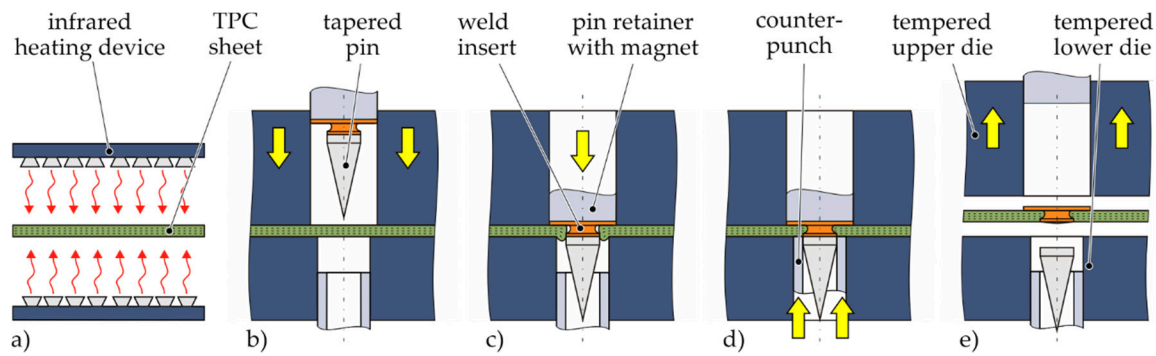 infrared
heating device
TPC
sheet
tapered
pin
weld
insert
pin retainer
with magnet
counter-
punch
tempered
upper die
tempered
lower die
a)
b)
c)
d)
e)